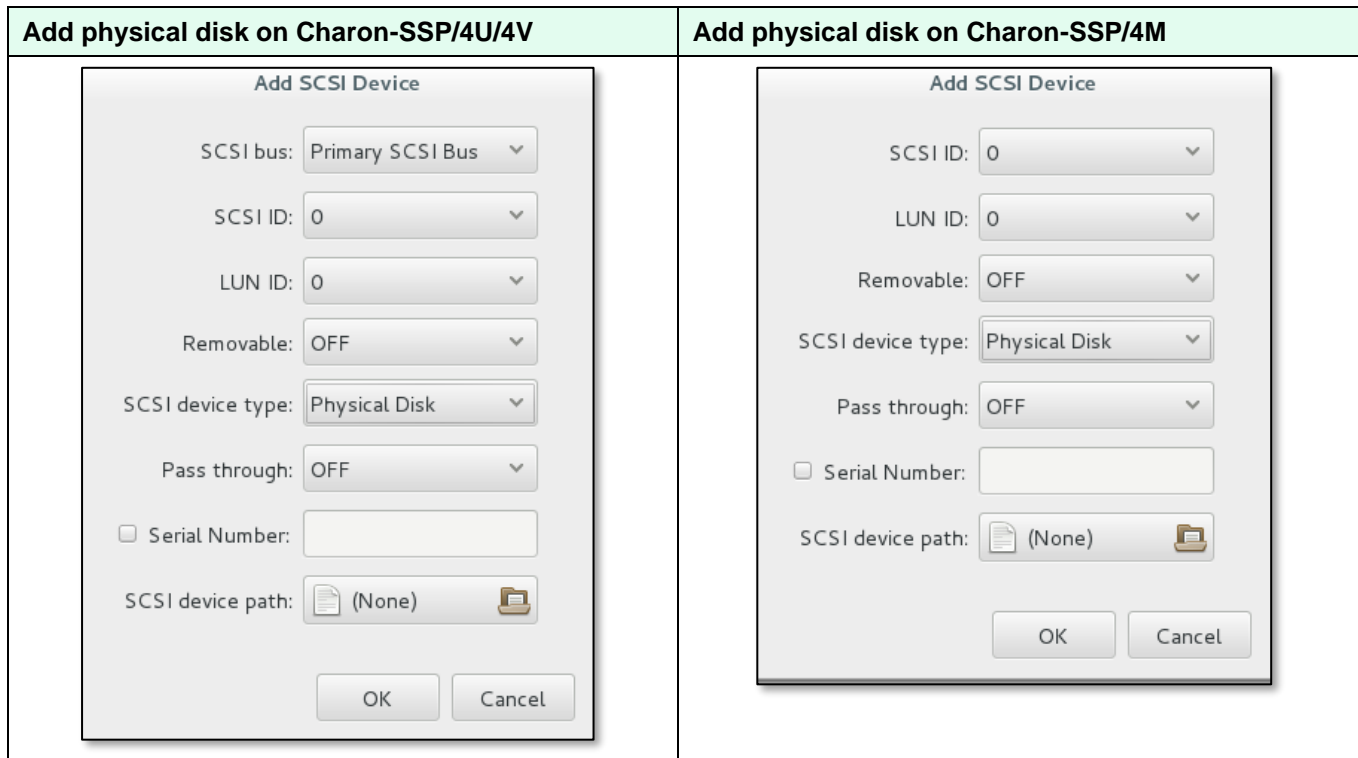 Add physical disk on Charon-SSP/4U/4V
Add SCSI Device
SCSI bus: Primary SCSI Bus
SCSI ID: 0
LUN ID: 0
Removable: OFF
SCSI device type: Physical Disk
Pass through: OFF
Serial Number:
SCSI device path: (None)
OK Cancel
Add physical disk on Charon-SSP/4M
Add SCSI Device
SCSI ID: 0
LUN ID: 0
Removable: OFF
SCSI device type: Physical Disk
Pass through: OFF
Serial Number:
SCSI device path: (None)
OK Cancel